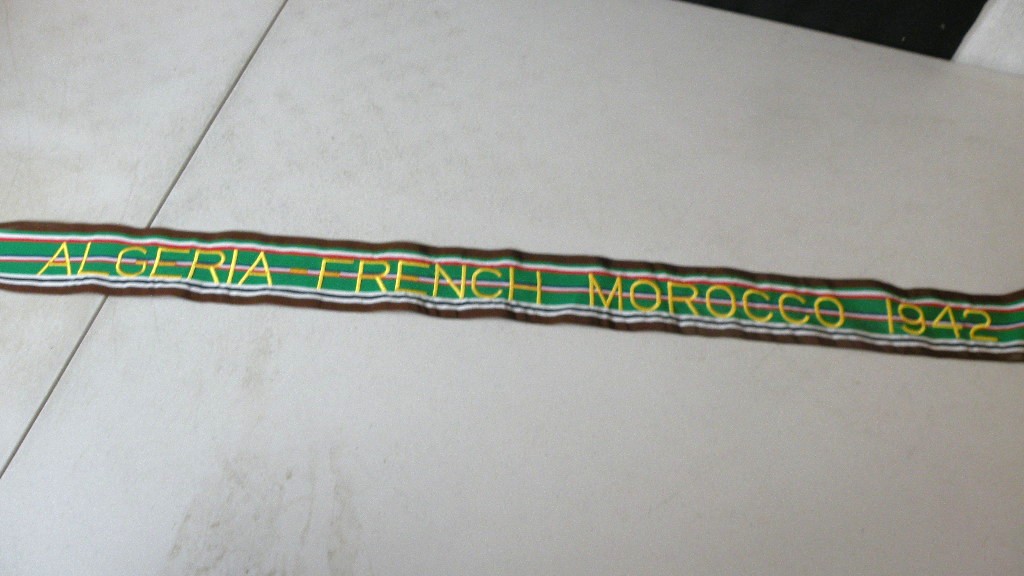 ALGERIA-FRENCH MOROCCO 1942